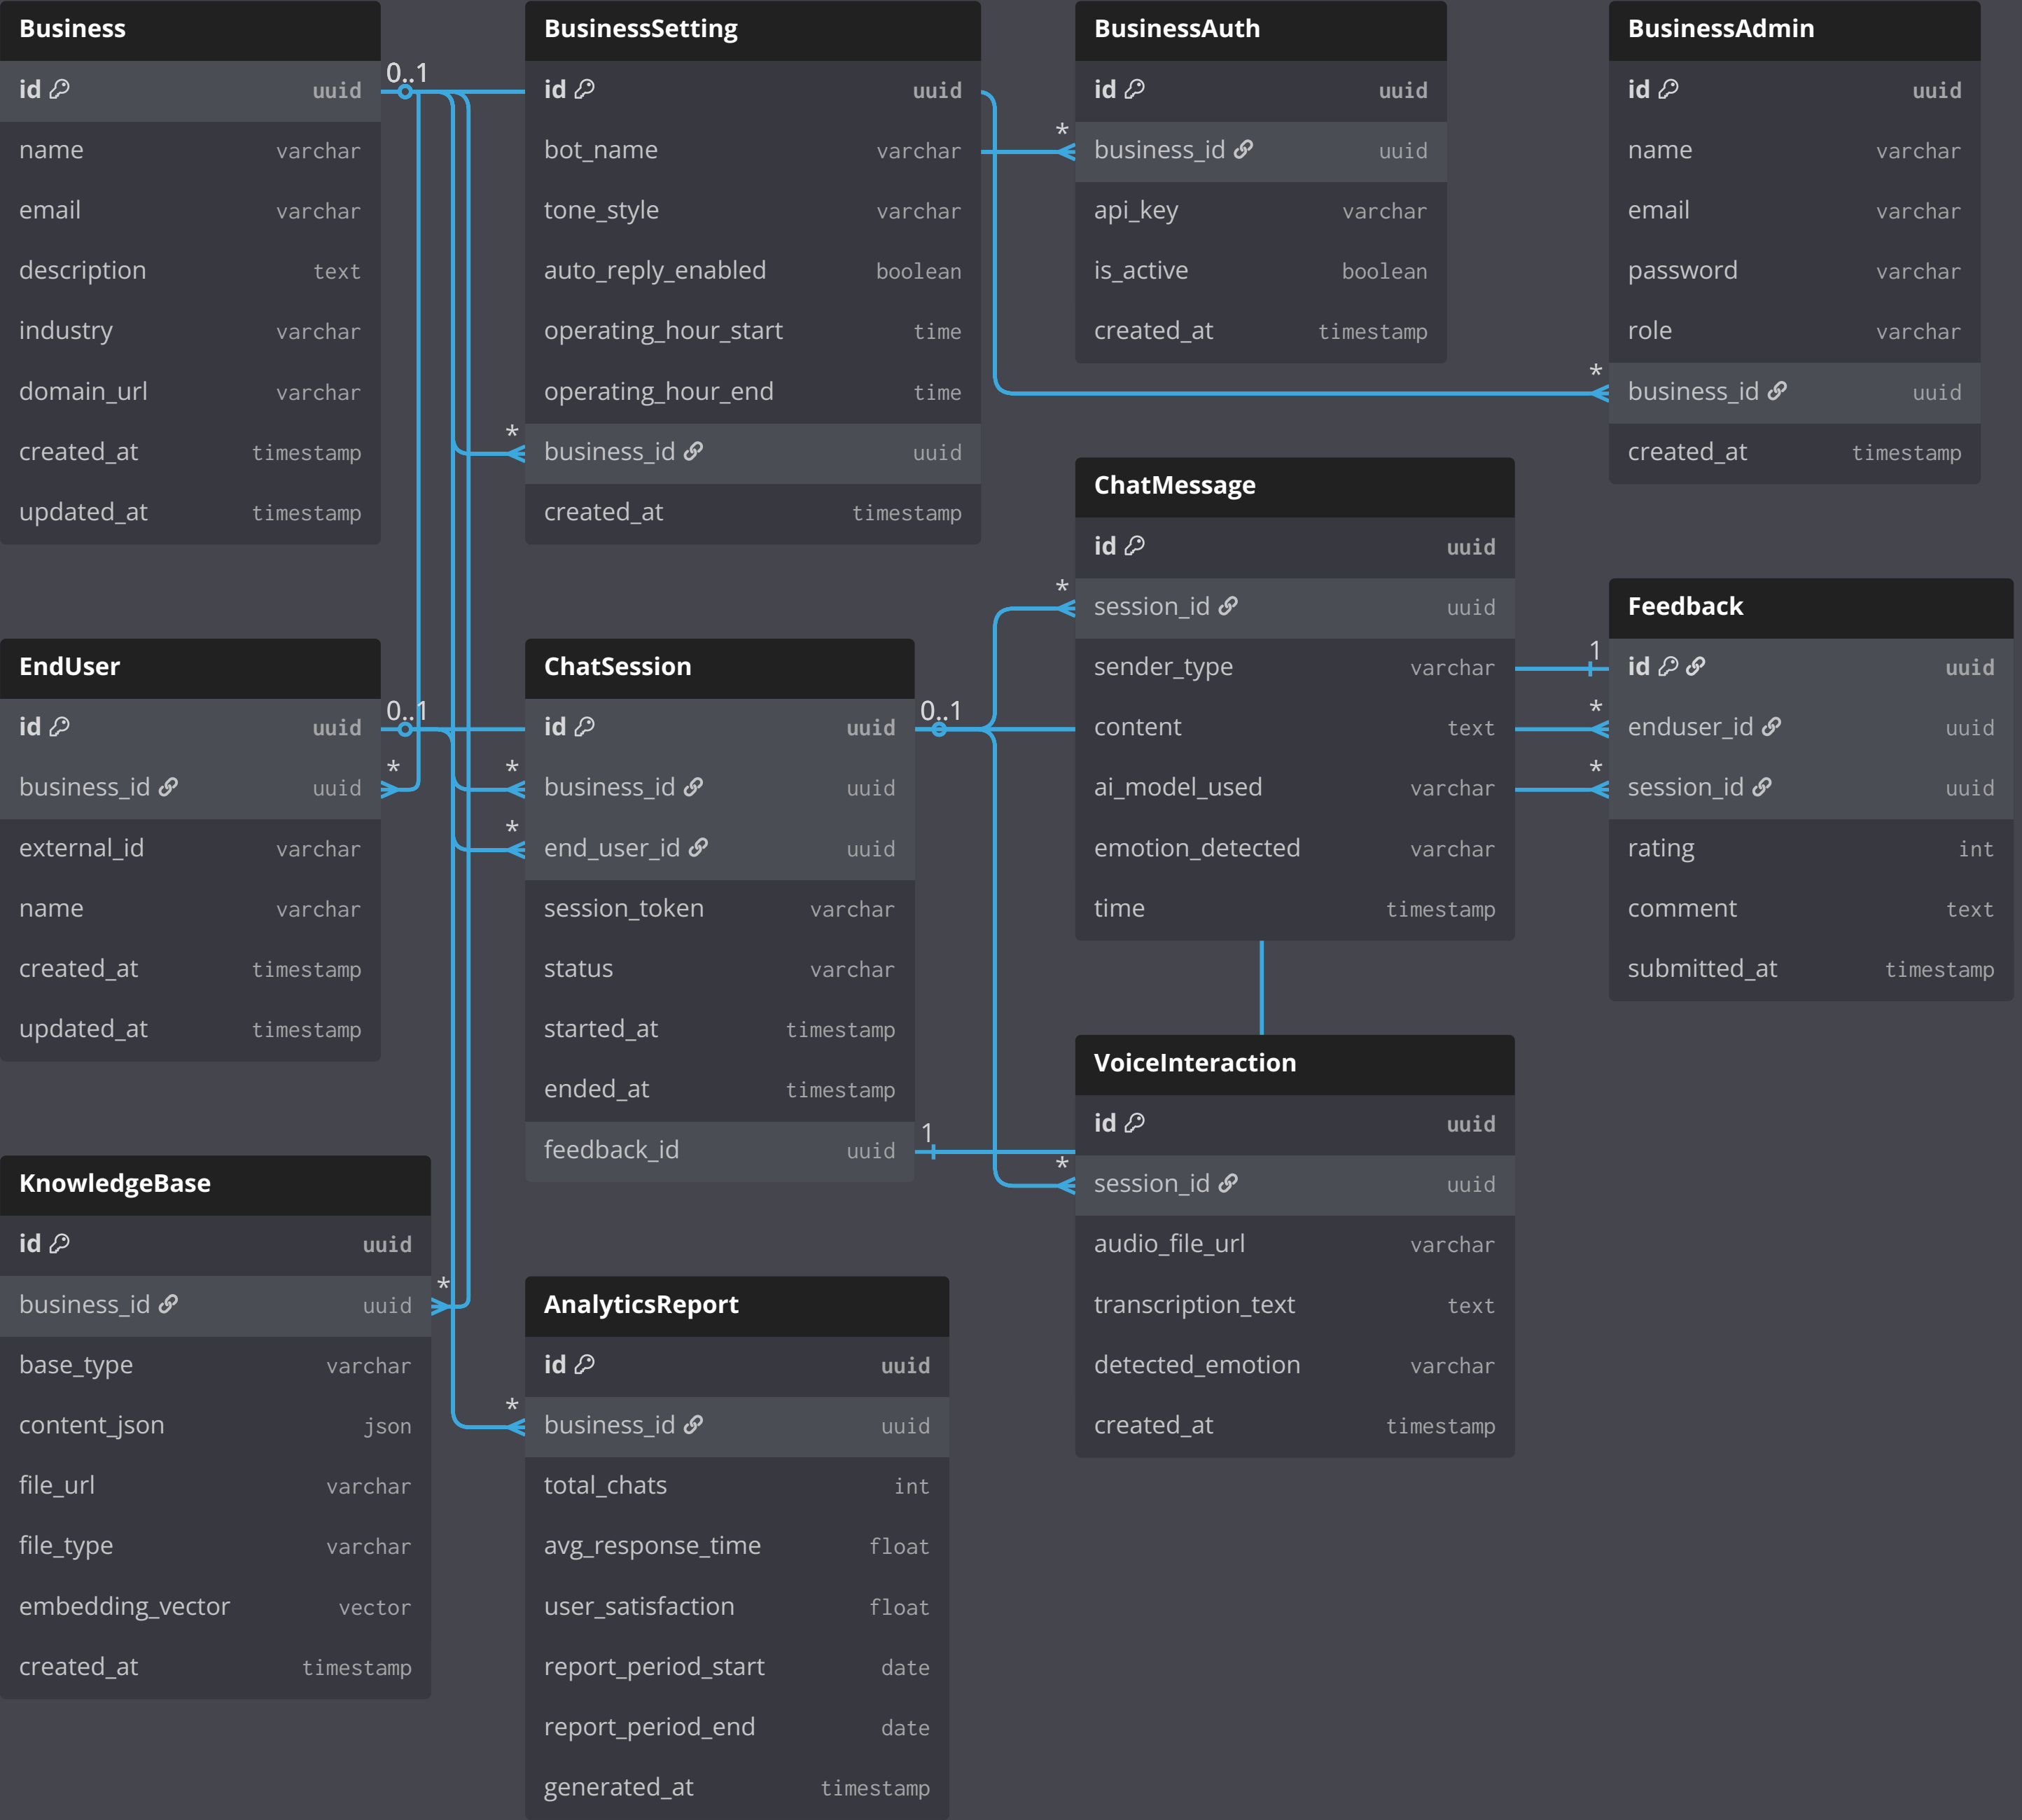 Business
id uuid
name varchar
email varchar
description text
industry varchar
domain_url varchar
created_at timestamp
updated_at timestamp
0..1
BusinessSetting
id uuid
bot_name varchar
tone_style varchar
auto_reply_enabled boolean
operating_hour_start time
operating_hour_end time
*
business_id uuid
created_at timestamp
BusinessAuth
id uuid
*
business_id uuid
api_key varchar
is_active boolean
created_at timestamp
BusinessAdmin
id uuid
name varchar
email varchar
password varchar
role varchar
*
business_id uuid
created_at timestamp
EndUser
id uuid
0..1
business_id uuid
*
external_id varchar
name varchar
created_at timestamp
updated_at timestamp
ChatSession
id uuid
0..1
*
business_id uuid
*
end_user_id uuid
session_token varchar
status varchar
started_at timestamp
ended_at timestamp
feedback_id uuid
1
ChatMessage
id uuid
*
session_id uuid
sender_type varchar
content text
ai_model_used varchar
emotion_detected varchar
time timestamp
Feedback
1
id uuid
*
enduser_id uuid
*
session_id uuid
rating int
comment text
submitted_at timestamp
VoiceInteraction
id uuid
*
session_id uuid
audio_file_url varchar
transcription_text text
detected_emotion varchar
created_at timestamp
KnowledgeBase
id uuid
*
business_id uuid
base_type varchar
content_json json
file_url varchar
file_type varchar
embedding_vector vector
created_at timestamp
AnalyticsReport
id uuid
*
business_id uuid
total_chats int
avg_response_time float
user_satisfaction float
report_period_start date
report_period_end date
generated_at timestamp